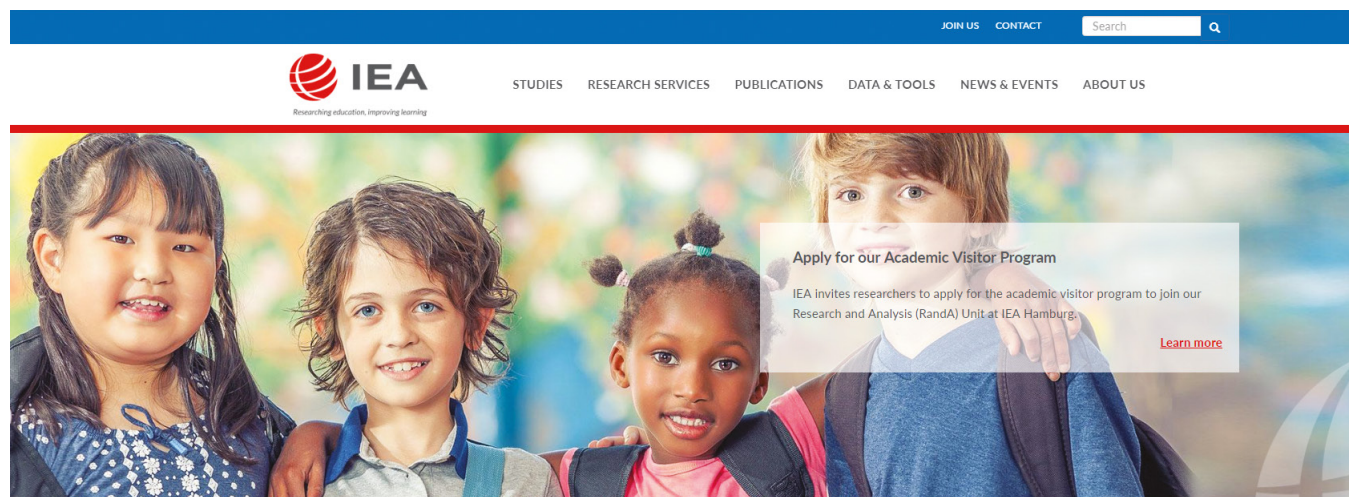 JOIN US CONTACT Search
IEA
Researching education, improving learning
STUDIES RESEARCH SERVICES PUBLICATIONS DATA & TOOLS NEWS & EVENTS ABOUT US
Apply for our Academic Visitor Program
IEA invites researchers to apply for the academic visitor program to join our
Research and Analysis (RandA) Unit at IEA Hamburg.
Learn more